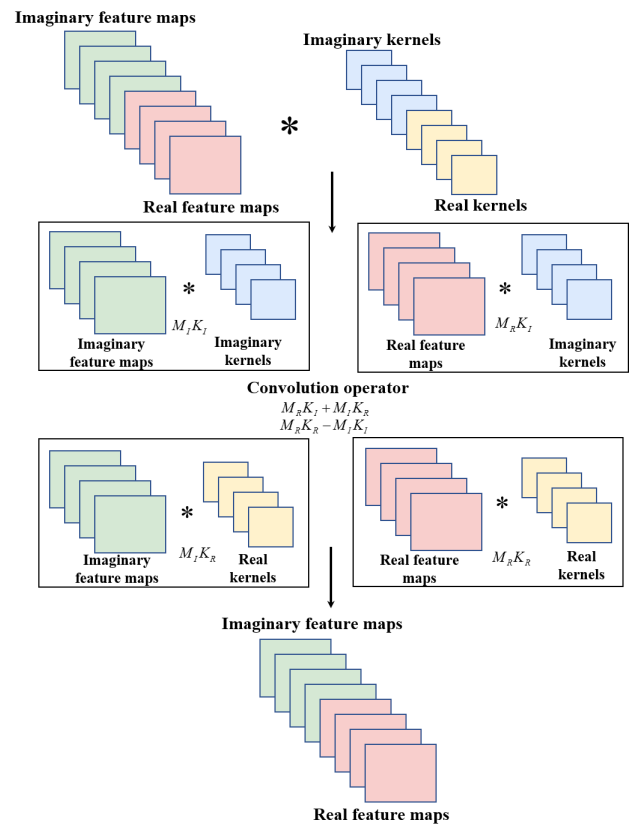 Imaginary feature maps
Imaginary kernels
*
Real feature maps
Real kernels
*
M_I K_I
Imaginary
feature maps
Imaginary
kernels
*
M_R K_I
Real feature
maps
Imaginary
kernels
Convolution operator
M_R K_I + M_I K_R
M_R K_R − M_I K_I
*
M_I K_R
Imaginary
feature maps
Real
kernels
*
M_R K_R
Real feature
maps
Real
kernels
Imaginary feature maps
Real feature maps